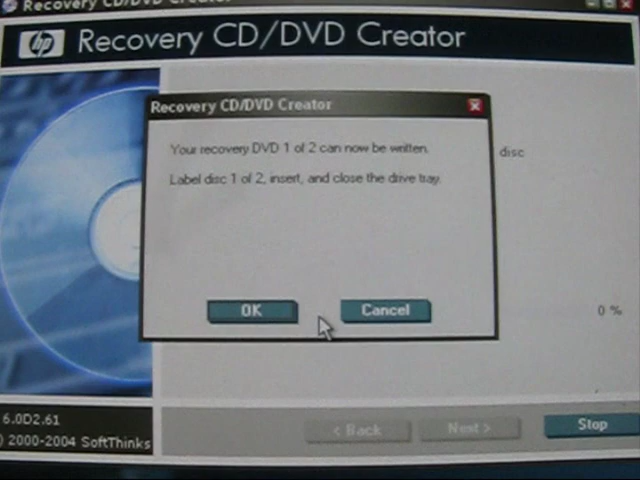 Recovery CD/DVD Creator
hp Recovery CD/DVD Creator
Recovery CD/DVD Creator
Your recovery DVD 1 of 2 can now be written.
disc
Label disc 1 of 2, insert, and close the drive tray.
OK
Cancel
0 %
6.0D2.61
) 2000-2004 SoftThinks
< Back
Next >
Stop